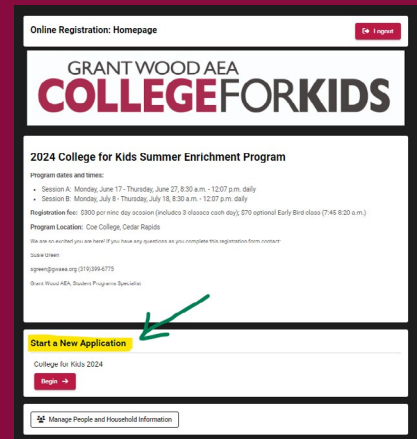 Online Registration: Homepage
Logout
GRANT WOOD AEA
COLLEGEFORKIDS
2024 College for Kids Summer Enrichment Program
Program dates and times:
• Session A: Monday, June 17 - Thursday, June 27, 8:30 a.m. - 12:07 p.m. daily
• Session B: Monday, July 8 - Thursday, July 18, 8:30 a.m. - 12:07 p.m. daily
Registration fee: $300 per nine day session (includes 3 classes each day); $70 optional Early Bird class (7:45 8:20 a.m.)
Program Location: Coe College, Cedar Rapids
We are so excited you are here! If you have any questions as you complete this registration form contact:
Susie Green
sgreen@gwaea.org (319)399-6775
Grant Wood AEA, Student Programs Specialist
Start a New Application
College for Kids 2024
Begin →
Manage People and Household Information